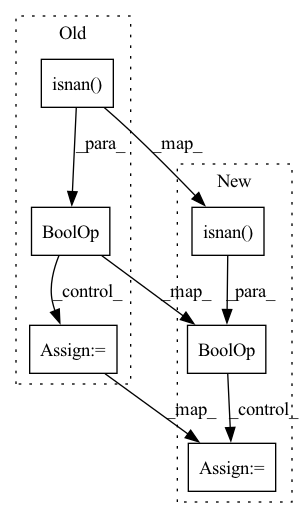 Old
isnan()
_para_
_map_
New
BoolOp
isnan()
_control_
_map_
_para_
Assign:=
BoolOp
_map_
_control_
Assign:=